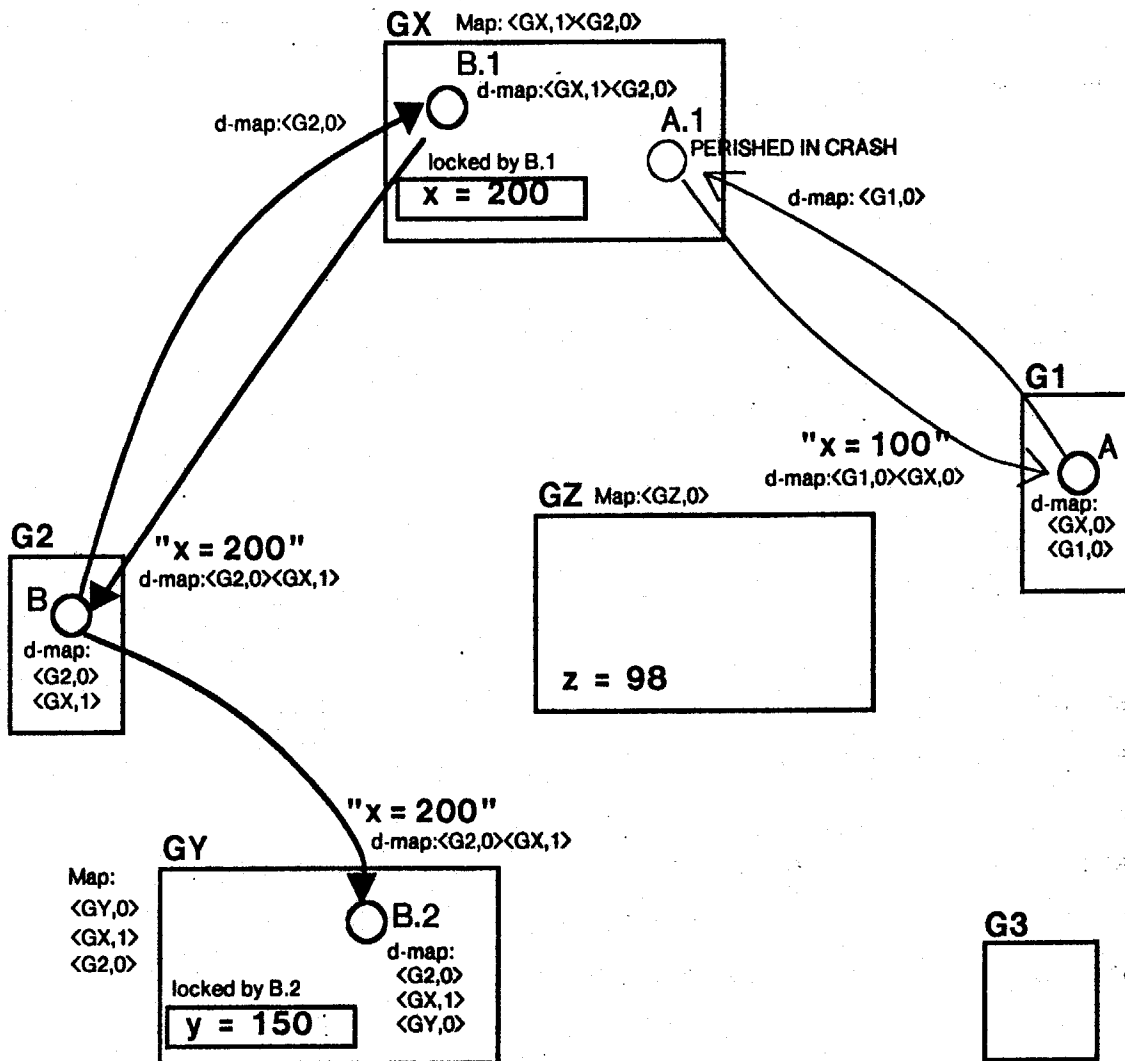 GX Map: <GX,1><G2,0>
B.1
d-map:<GX,1><G2,0>
d-map:<G2,0>
A.1
PERISHED IN CRASH
locked by B.1
x = 200
d-map: <G1,0>
G1
"x = 100"
d-map:<G1,0><GX,0>
A
d-map:
<GX,0>
<G1,0>
GZ Map:<GZ,0>
z = 98
G2
"x = 200"
d-map:<G2,0><GX,1>
B
d-map:
<G2,0>
<GX,1>
"x = 200"
d-map:<G2,0><GX,1>
GY
Map:
<GY,0>
<GX,1>
<G2,0>
B.2
d-map:
<G2,0>
<GX,1>
<GY,0>
locked by B.2
y = 150
G3